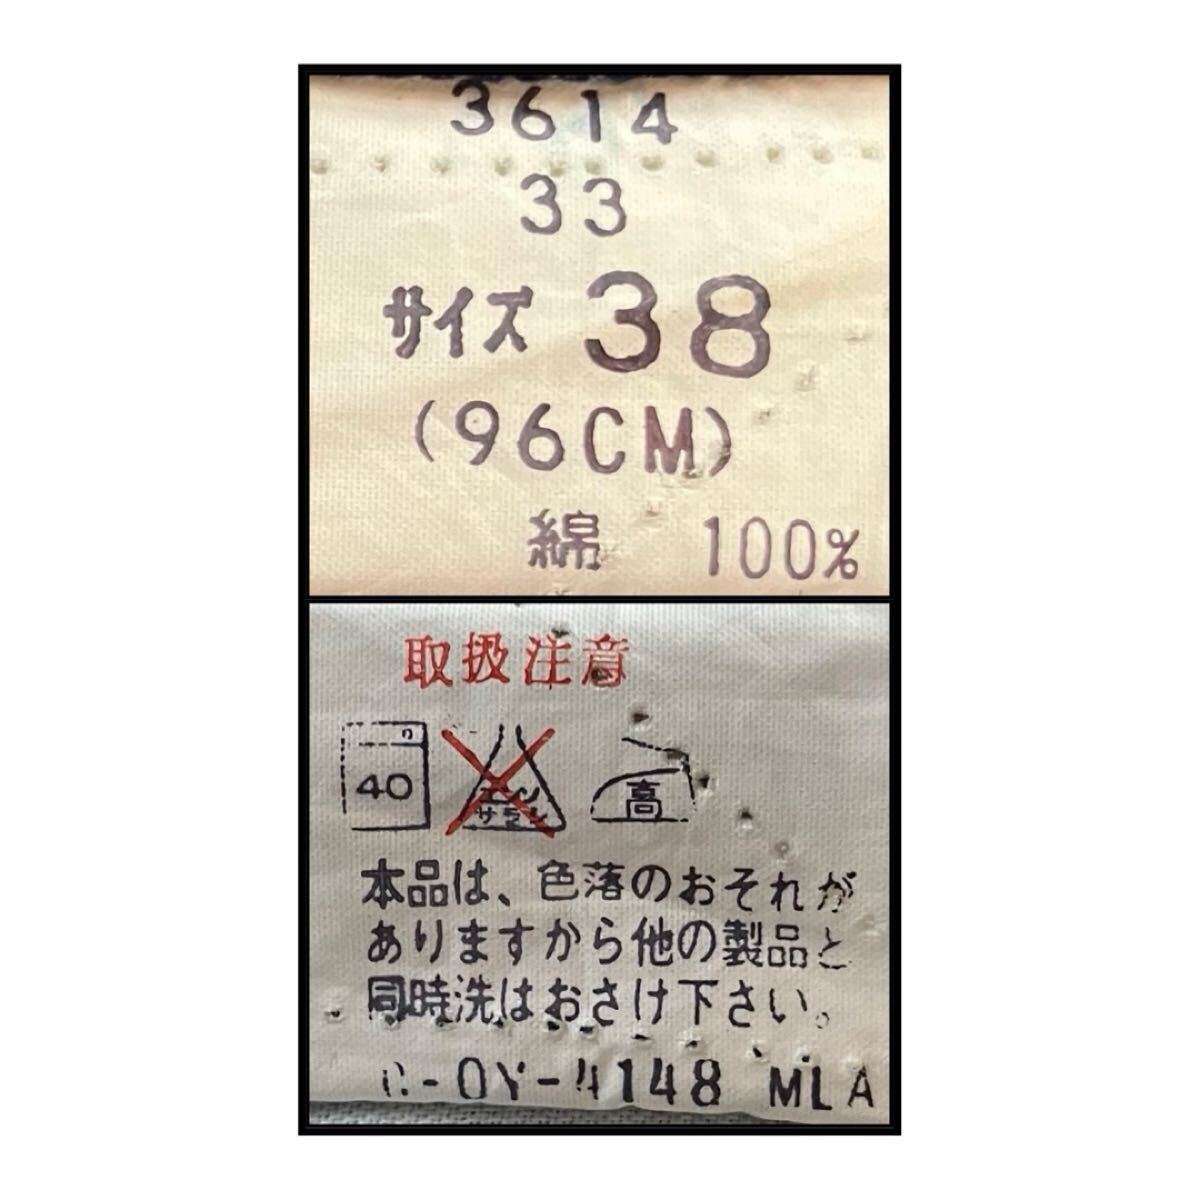 3614
33
サイズ 38
(96CM)
綿 100%
取扱注意
40
エンソ
サラシ
高
本品は、色落のおそれが
ありますから他の製品と
同時洗はおさけ下さい。
MLA